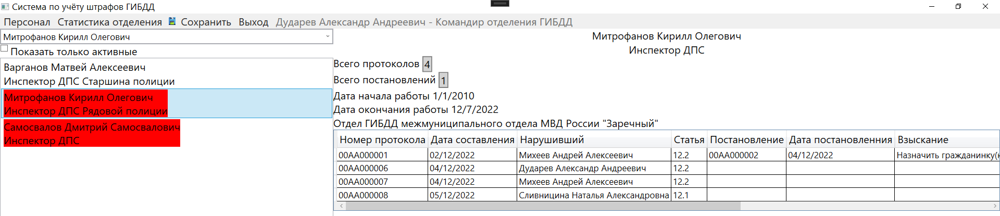 Система по учёту штрафов ГИБДД
Персонал Статистика отделения Сохранить Выход Дударев Александр Андреевич - Командир отделения ГИБДД
Митрофанов Кирилл Олегович
Показать только активные
Варганов Матвей Алексеевич
Инспектор ДПС Старшина полиции
Митрофанов Кирилл Олегович
Инспектор ДПС Рядовой полиции
Самосвалов Дмитрий Самосвалович
Инспектор ДПС
Митрофанов Кирилл Олегович
Инспектор ДПС
Всего протоколов 4
Всего постановлений 1
Дата начала работы 1/1/2010
Дата окончания работы 12/7/2022
Отдел ГИБДД межмуниципального отдела МВД России "Заречный"
Номер протокола Дата составления Нарушивший Статья Постановление Дата постановленния Взыскание
00АА000001 02/12/2022 Михеев Андрей Алексеевич 12.2 00АА000002 04/12/2022 Назначить гражданинку(
00АА000006 04/12/2022 Дударев Александр Андреевич 12.2
00АА000007 04/12/2022 Михеев Андрей Алексеевич 12.2
00АА000008 05/12/2022 Сливницина Наталья Александровна 12.1